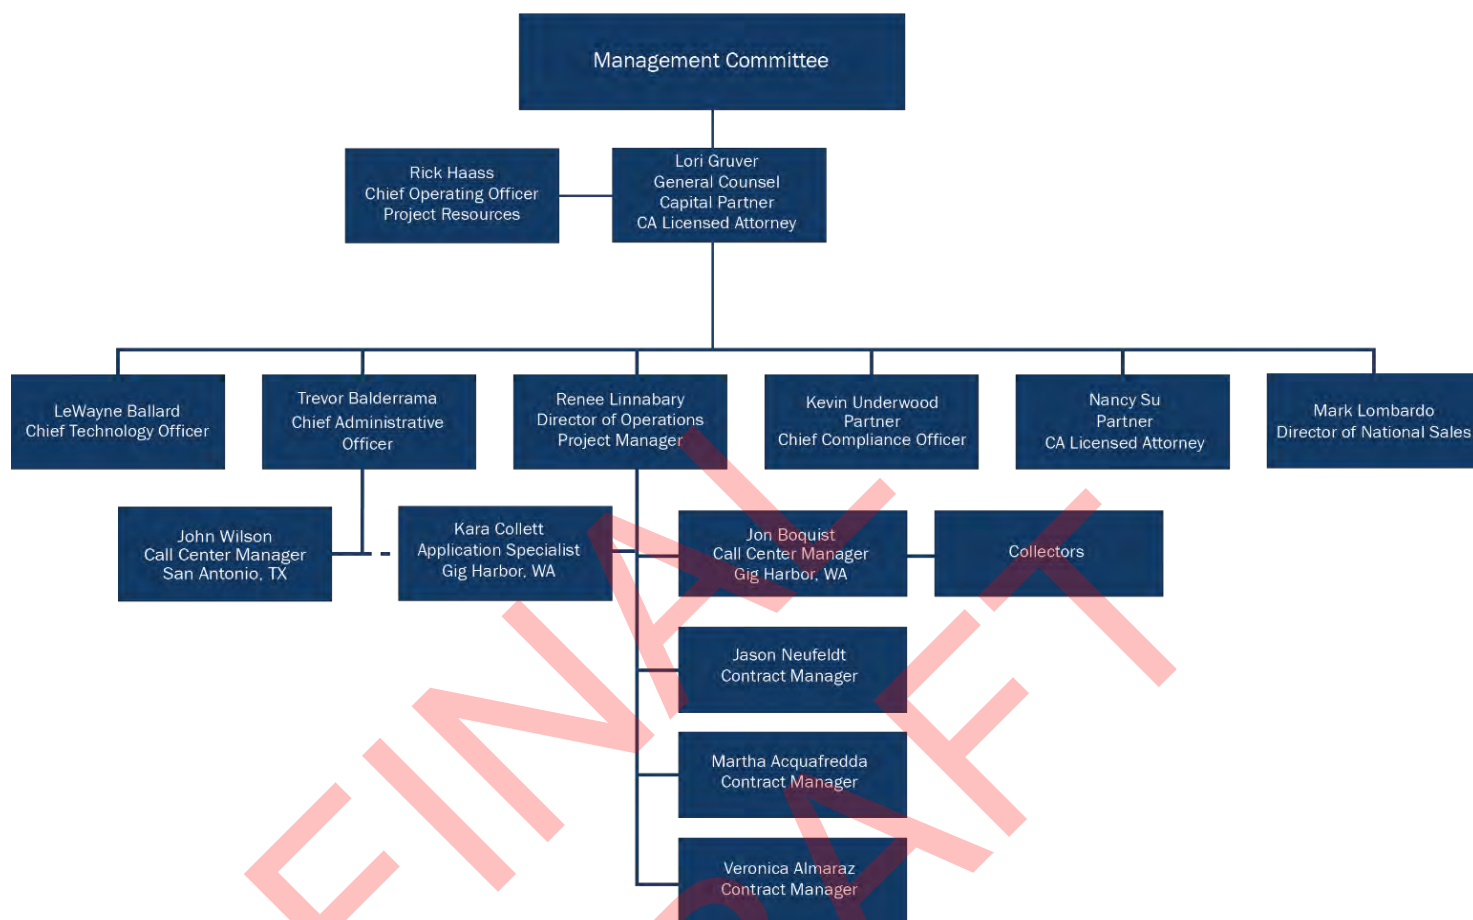 Management Committee
Rick Haass
Chief Operating Officer
Project Resources
Lori Gruver
General Counsel
Capital Partner
CA Licensed Attorney
LeWayne Ballard
Chief Technology Officer
Trevor Balderrama
Chief Administrative
Officer
Renee Linnabary
Director of Operations
Project Manager
Kevin Underwood
Partner
Chief Compliance Officer
Nancy Su
Partner
CA Licensed Attorney
Mark Lombardo
Director of National Sales
John Wilson
Call Center Manager
San Antonio, TX
Kara Collett
Application Specialist
Gig Harbor, WA
Jon Boquist
Call Center Manager
Gig Harbor, WA
Collectors
Jason Neufeldt
Contract Manager
Martha Acquafredda
Contract Manager
Veronica Almaraz
Contract Manager
FINAL
DRAFT